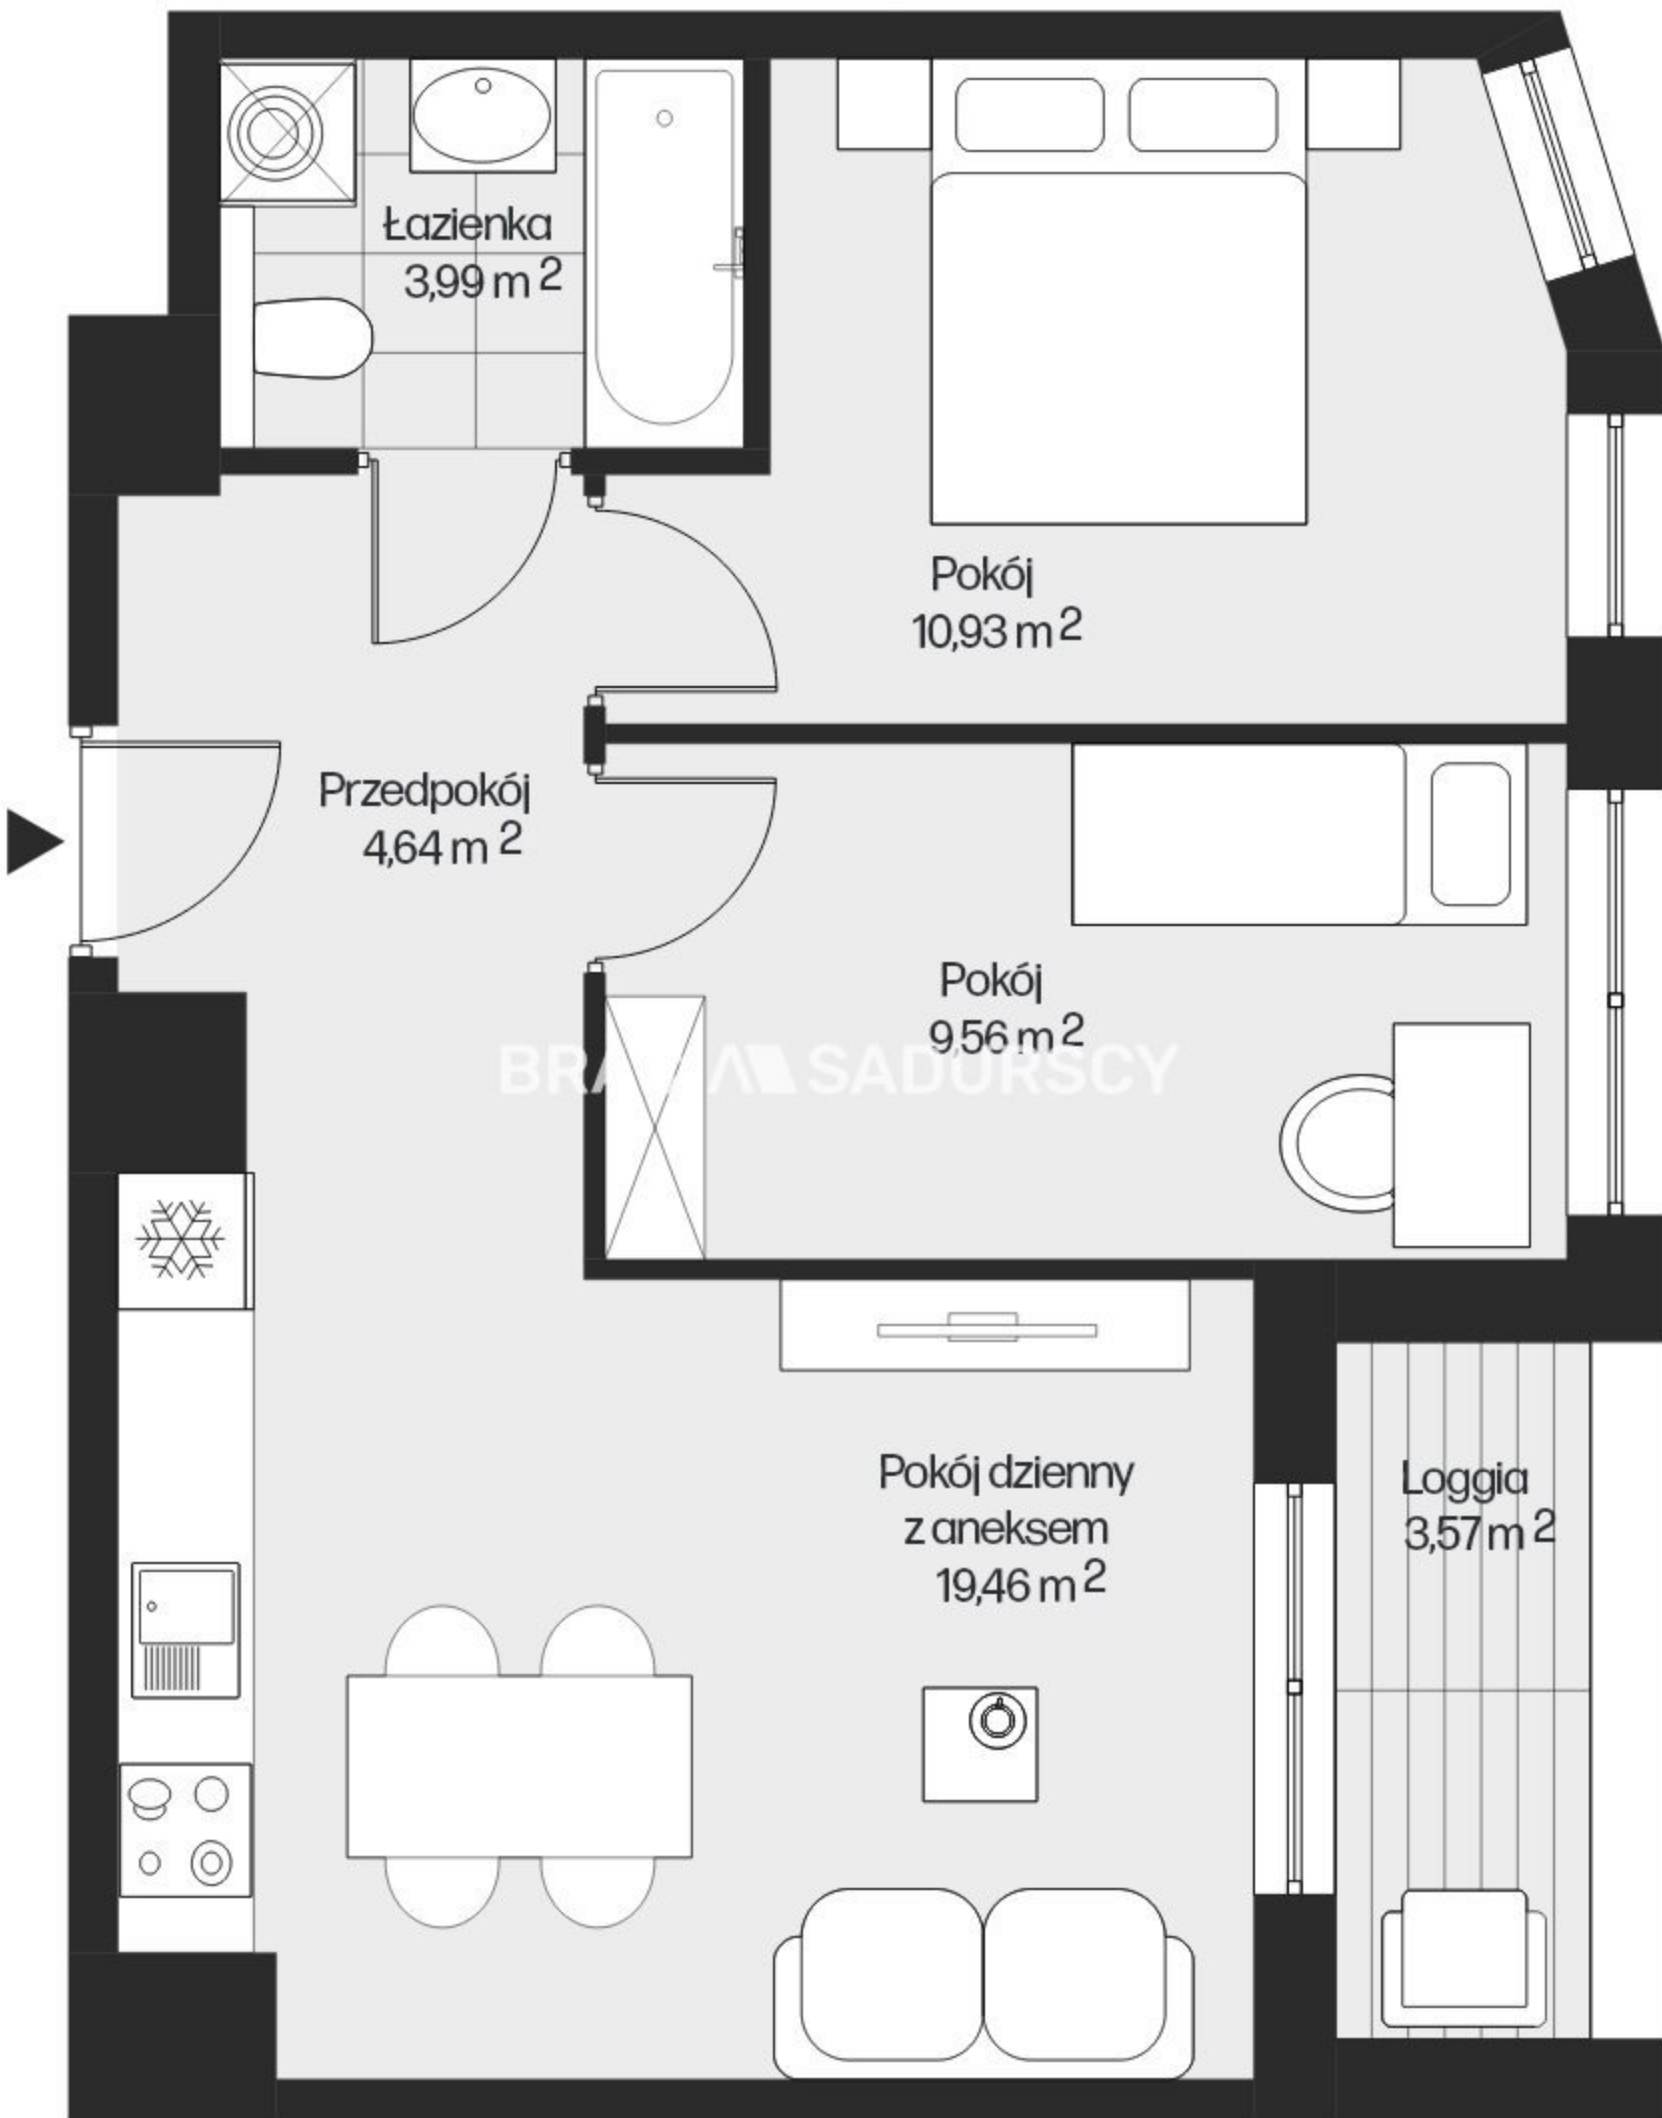 Łazienka
3,99 m 2
Pokój
10,93 m 2
Przedpokój
4,64 m 2
Pokój
9,56 m 2
SADURSCY
Pokój dzienny
z aneksem
19,46 m 2
Loggia
3,57 m 2